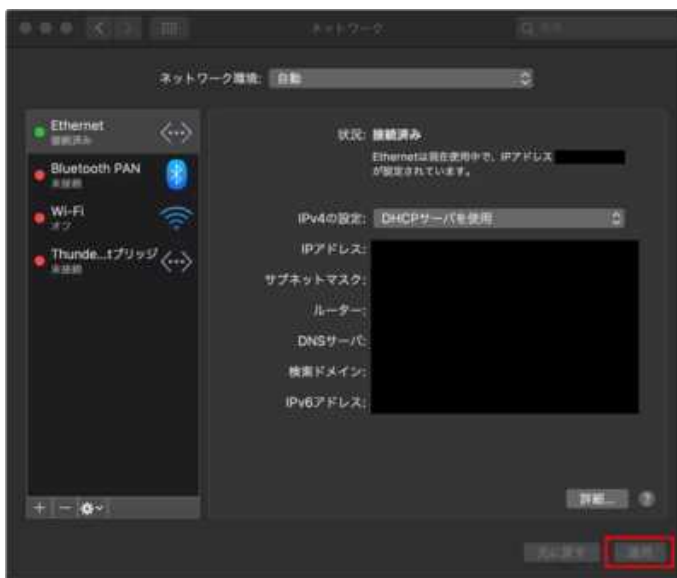 ネットワーク
ネットワーク環境: 自動
Ethernet
接続済み
Bluetooth PAN
未接続
Wi-Fi
オフ
Thunde...tブリッジ
未接続
状況: 接続済み
Ethernetは現在使用中で、IPアドレス
が設定されています。
IPv4の設定: DHCPサーバを使用
IPアドレス:
サブネットマスク:
ルーター:
DNSサーバ:
検索ドメイン:
IPv6アドレス:
詳細...
?
元に戻す
適用